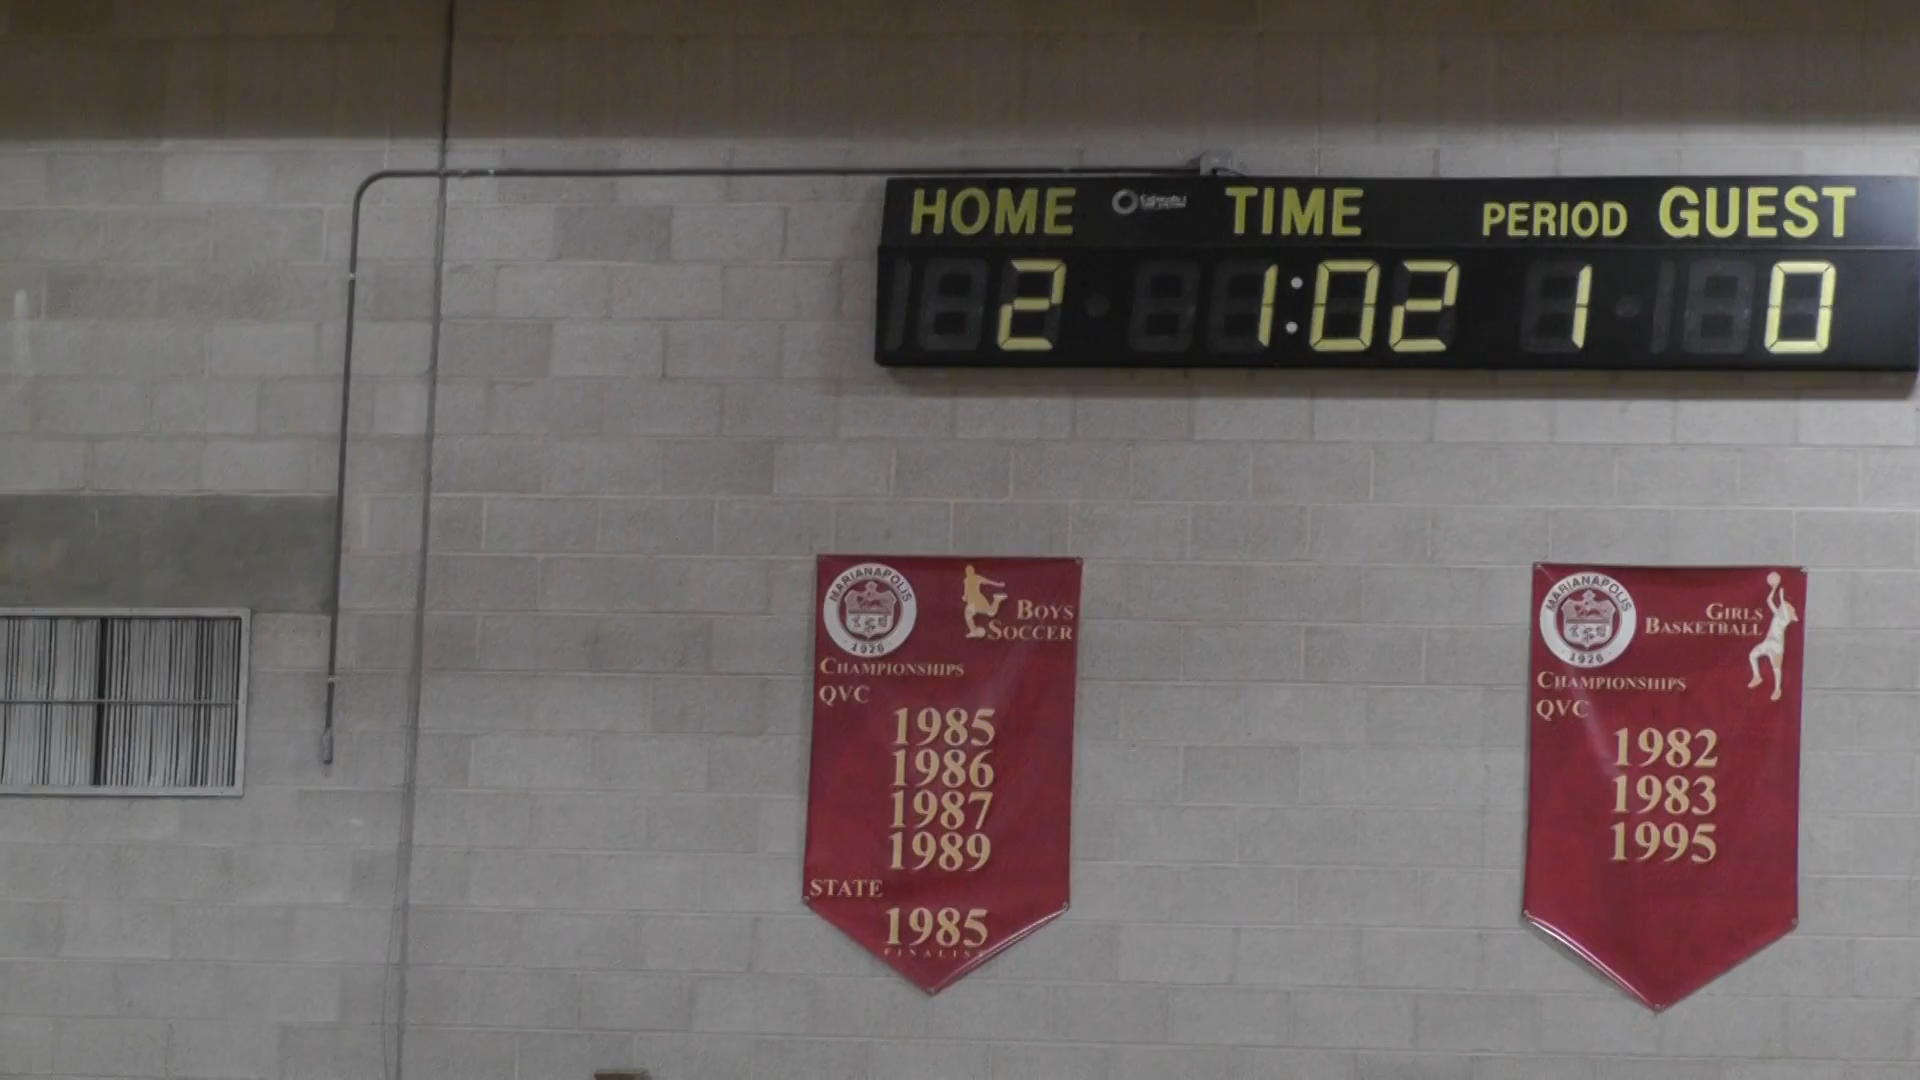 HOME TIME PERIOD GUEST
2 1:02 1 0
MARIANAPOLIS
1926
BOYS
SOCCER
CHAMPIONSHIPS
QVC
1985
1986
1987
1989
STATE
1985
FINALIST
MARIANAPOLIS
1926
GIRLS
BASKETBALL
CHAMPIONSHIPS
QVC
1982
1983
1995